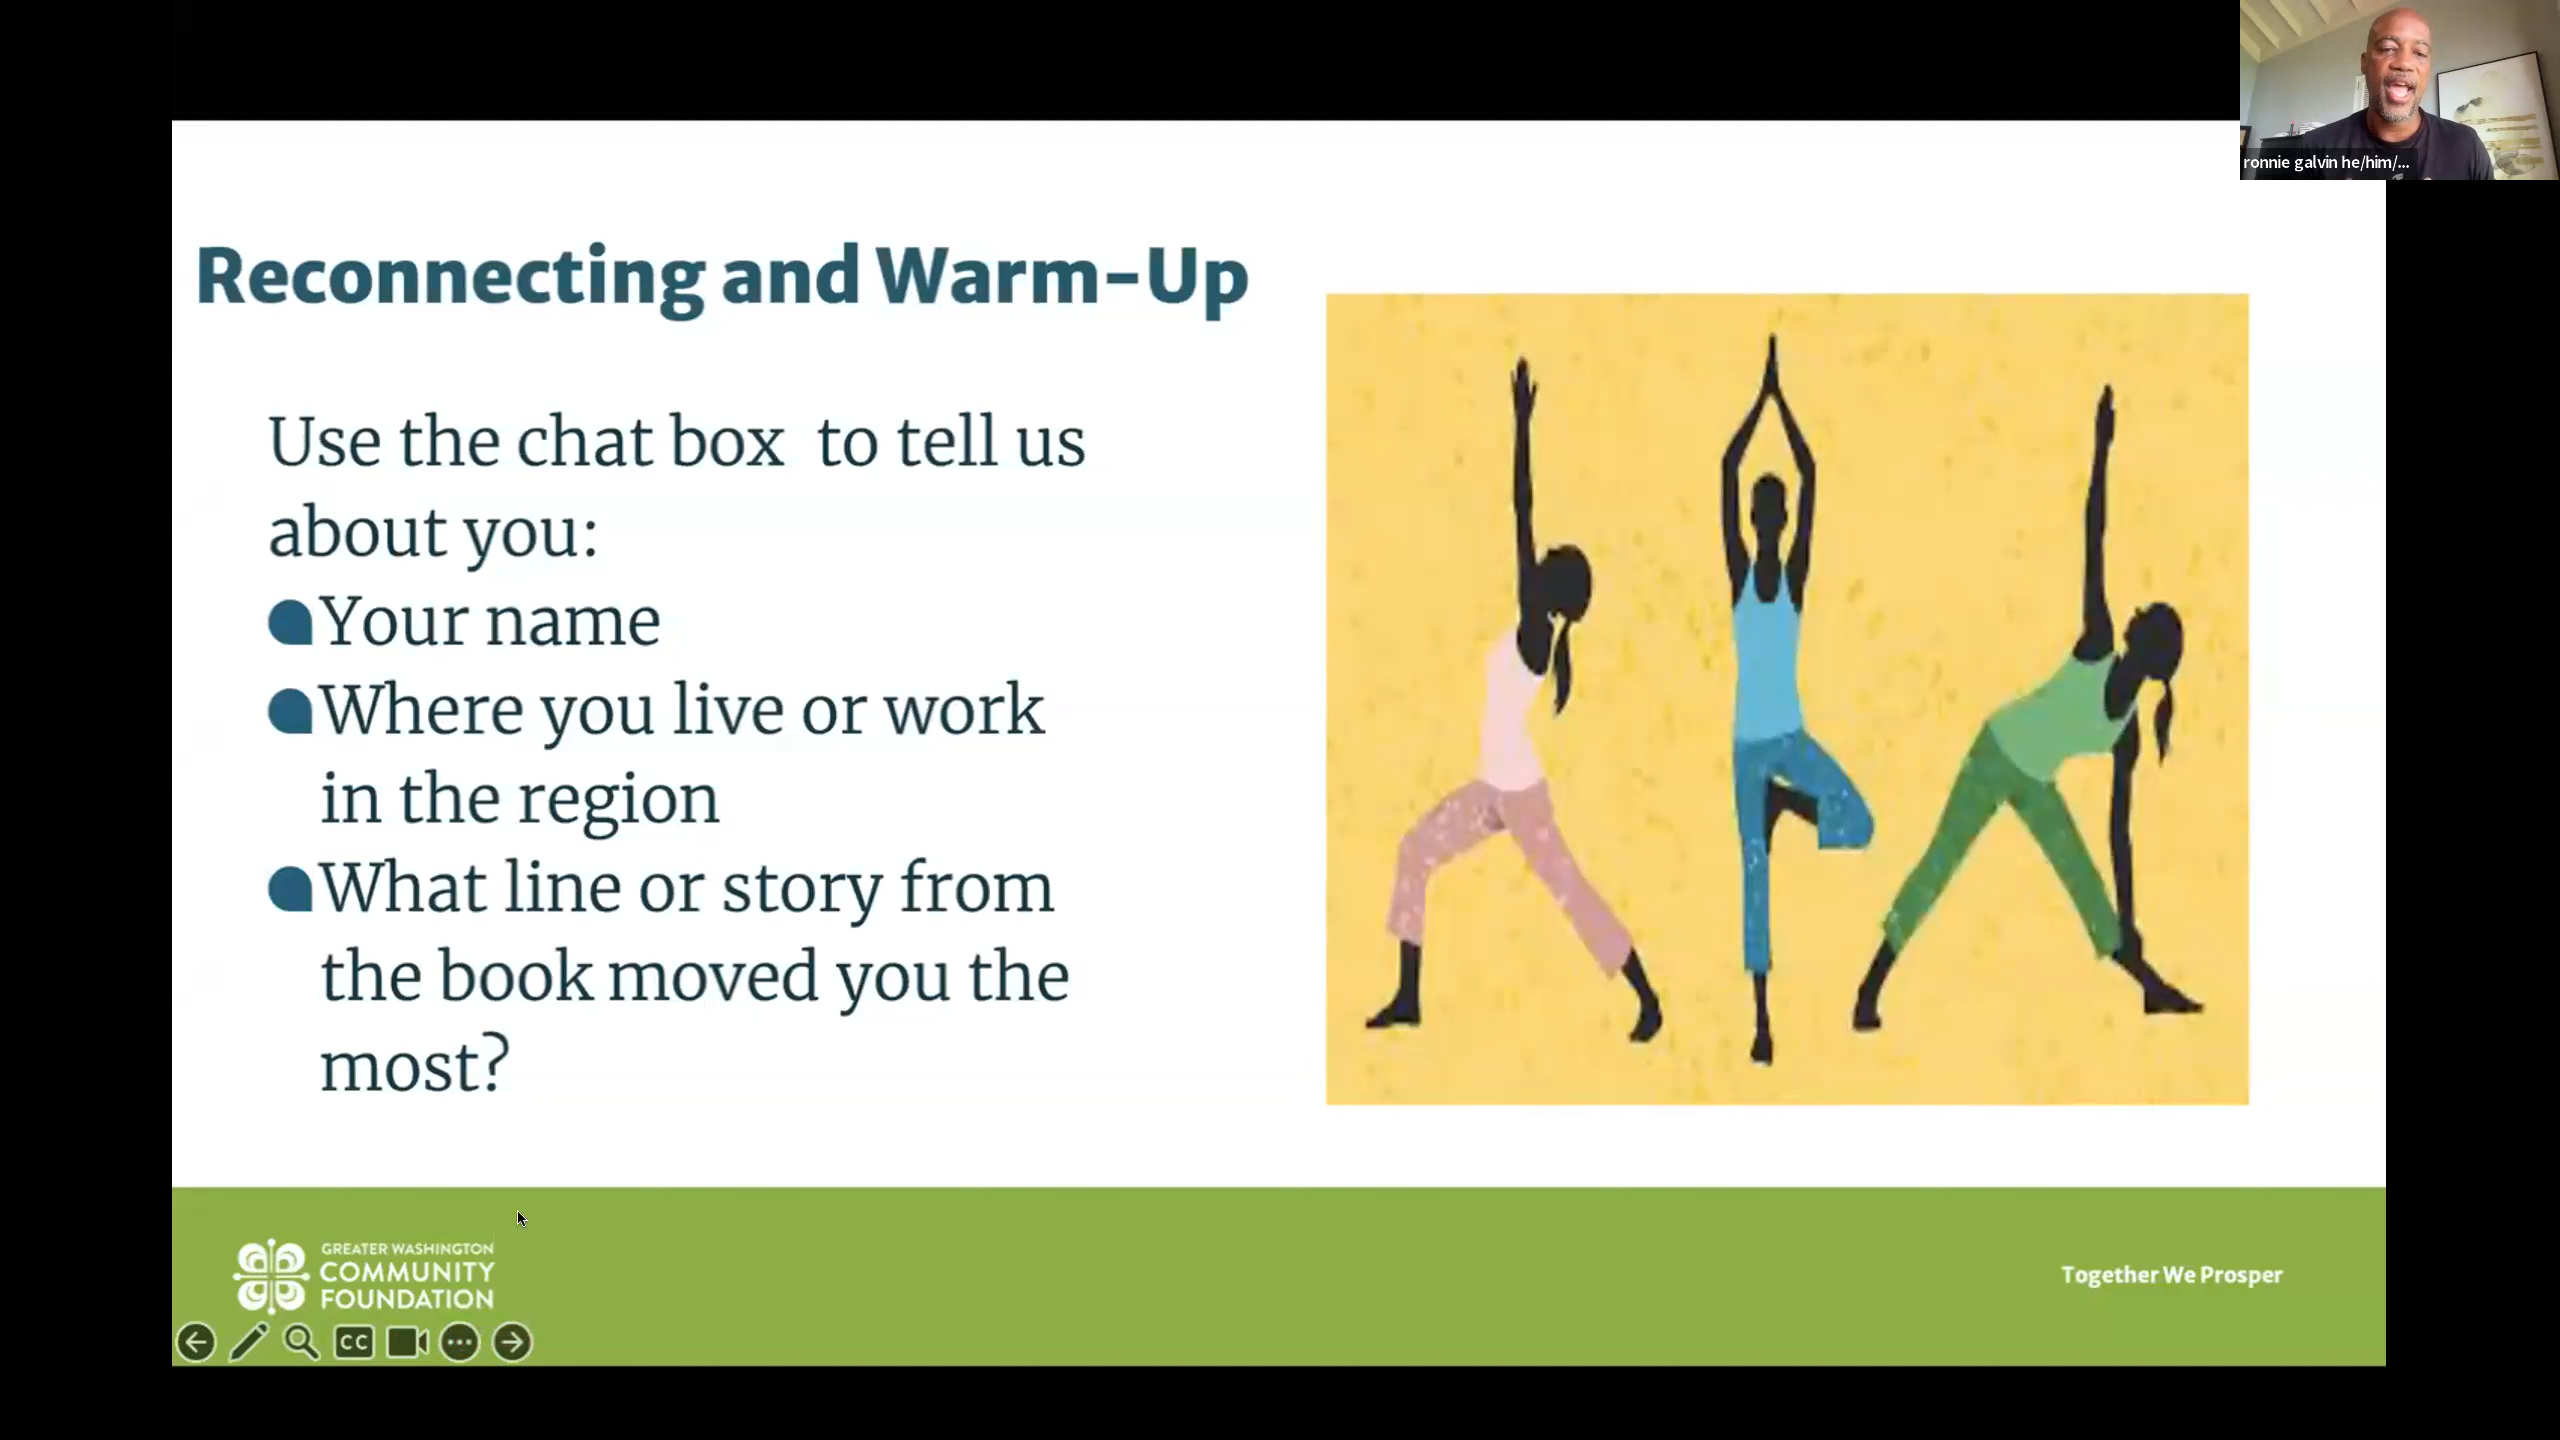 ronnie galvin he/him/...
Reconnecting and Warm-Up
Use the chat box  to tell us
about you:
Your name
Where you live or work
in the region
What line or story from
the book moved you the
most?
GREATER WASHINGTON
COMMUNITY
FOUNDATION
Together We Prosper
CC